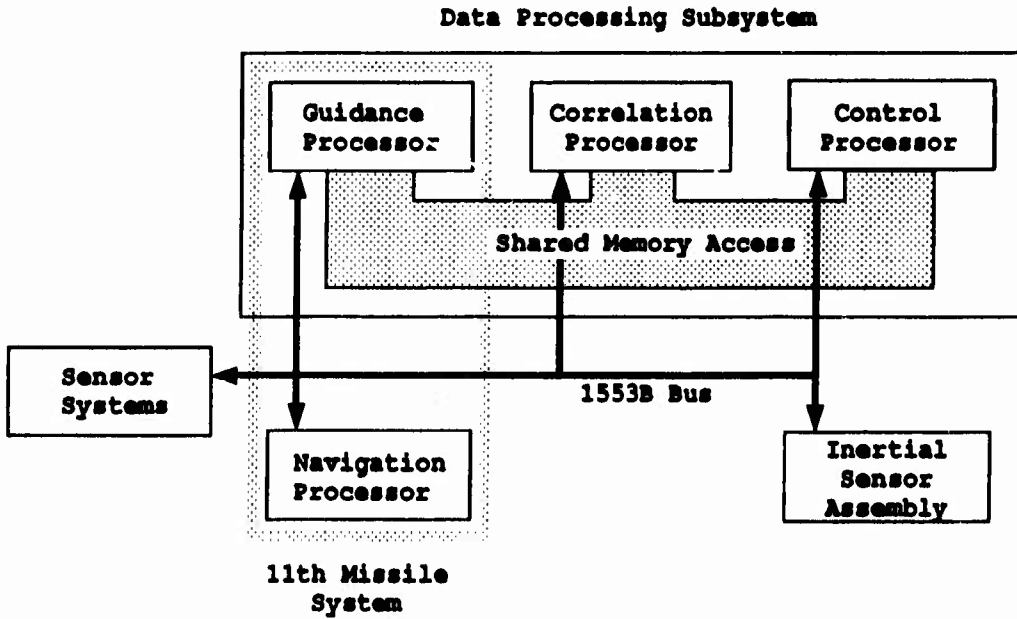 Data Processing Subsystem
Guidance
Processor
Correlation
Processor
Control
Processor
Shared Memory Access
Sensor
Systems
1553B Bus
Navigation
Processor
Inertial
Sensor
Assembly
11th Missile
System